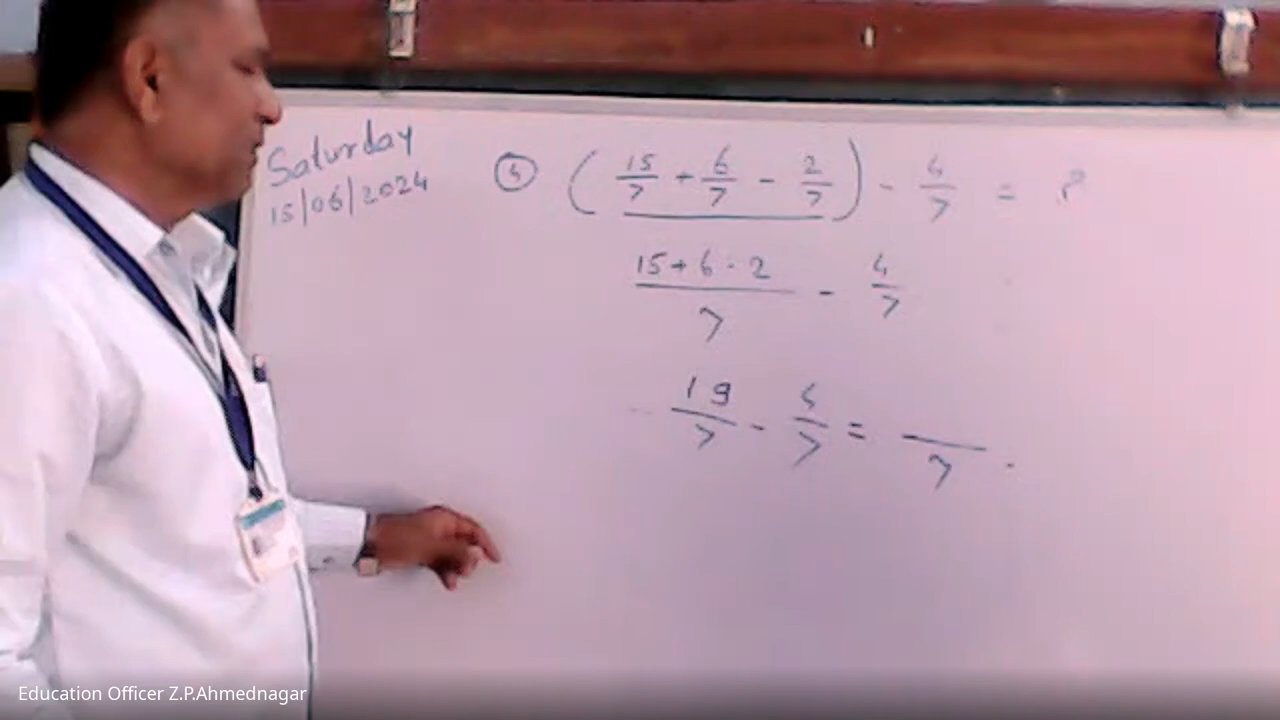 Saturday
15/06/2024
④ ( 15/7 + 6/7 - 2/7 ) - 4/7 = ?
15+6-2/7 - 4/7
19/7 - 4/7 = /7
Education Officer Z.P.Ahmednagar